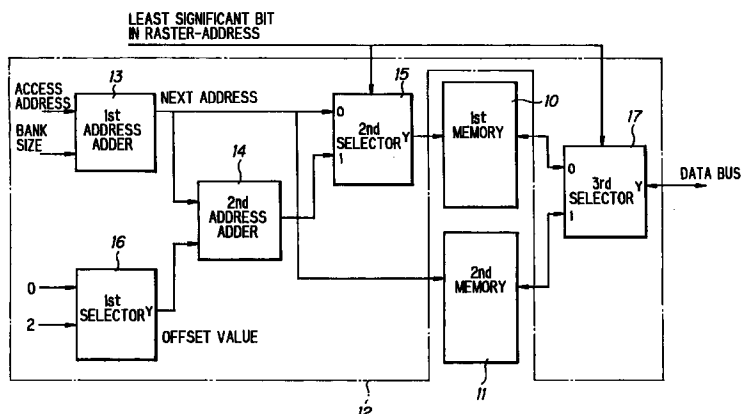 LEAST SIGNIFICANT BIT
IN RASTER-ADDRESS
13
ACCESS
ADDRESS
BANK
SIZE
1st
ADDRESS
ADDER
NEXT ADDRESS
14
2nd
ADDRESS
ADDER
15
0
2nd
SELECTOR
Y
1
10
1st
MEMORY
17
0
3rd
SELECTOR
Y
1
DATA BUS
16
0
1st
SELECTOR
Y
2
OFFSET VALUE
2nd
MEMORY
11
12